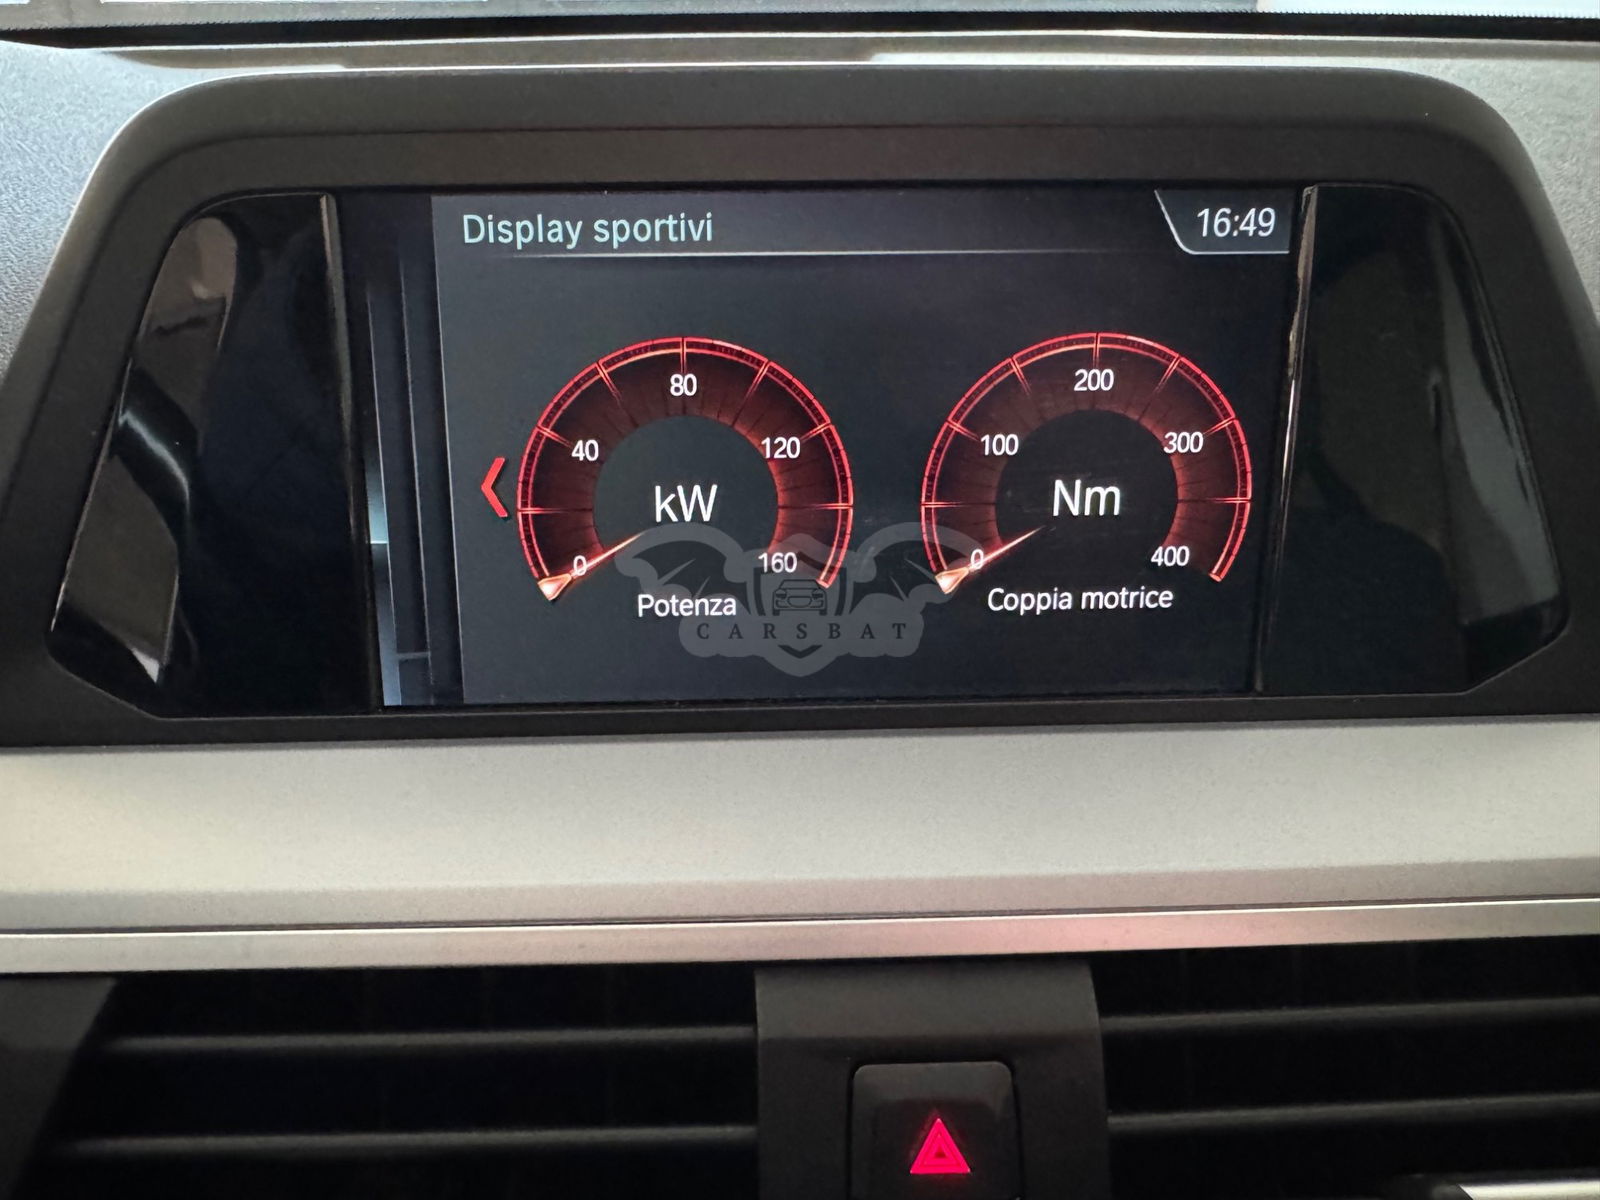 Display sportivi
16:49
80
40
120
kW
0
160
Potenza
200
100
300
Nm
0
400
Coppia motrice
CARSBAT